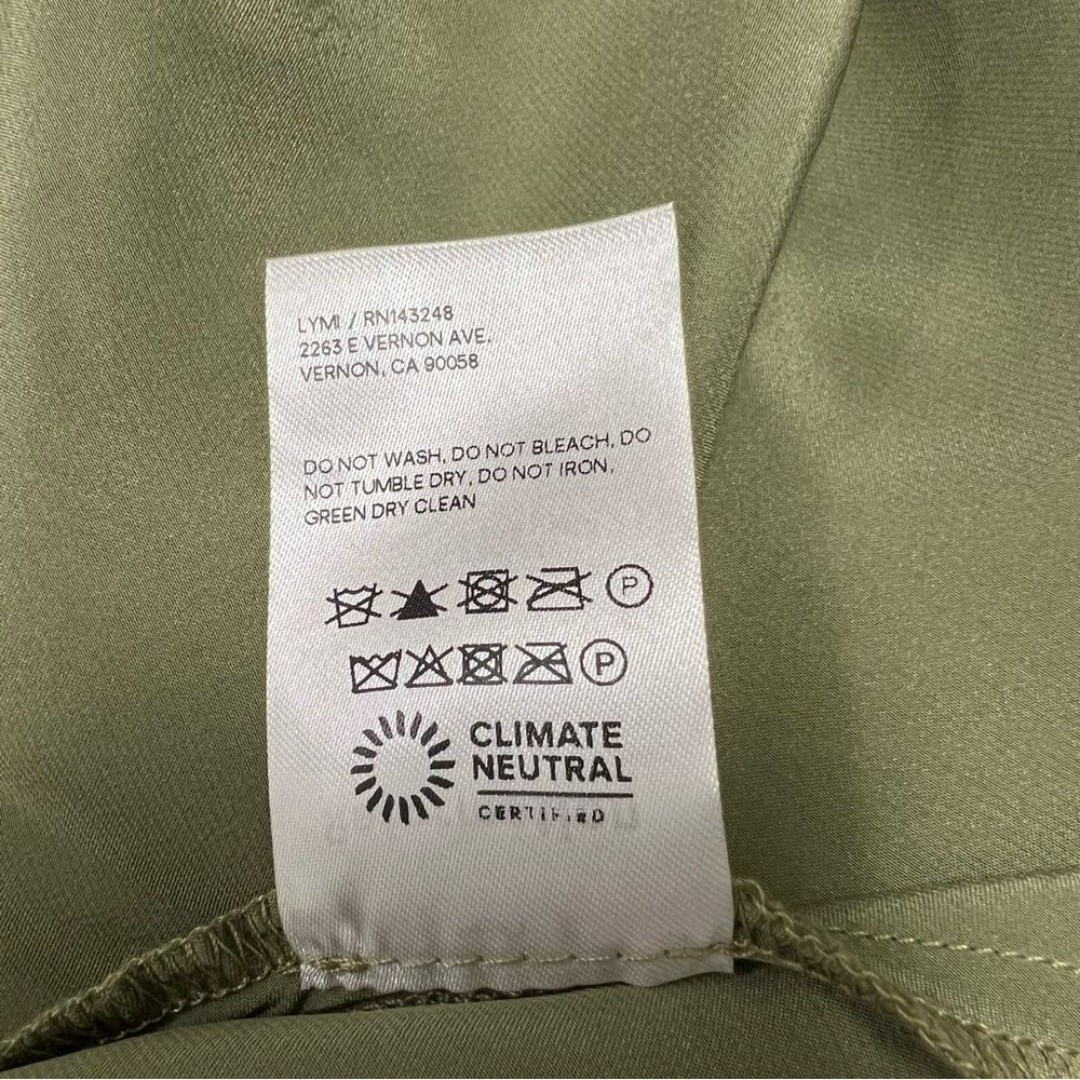 LYMI / RN143248
2263 E VERNON AVE.
VERNON, CA 90058
DO NOT WASH, DO NOT BLEACH, DO
NOT TUMBLE DRY, DO NOT IRON,
GREEN DRY CLEAN
P
P
CLIMATE
NEUTRAL
CERTIFIED